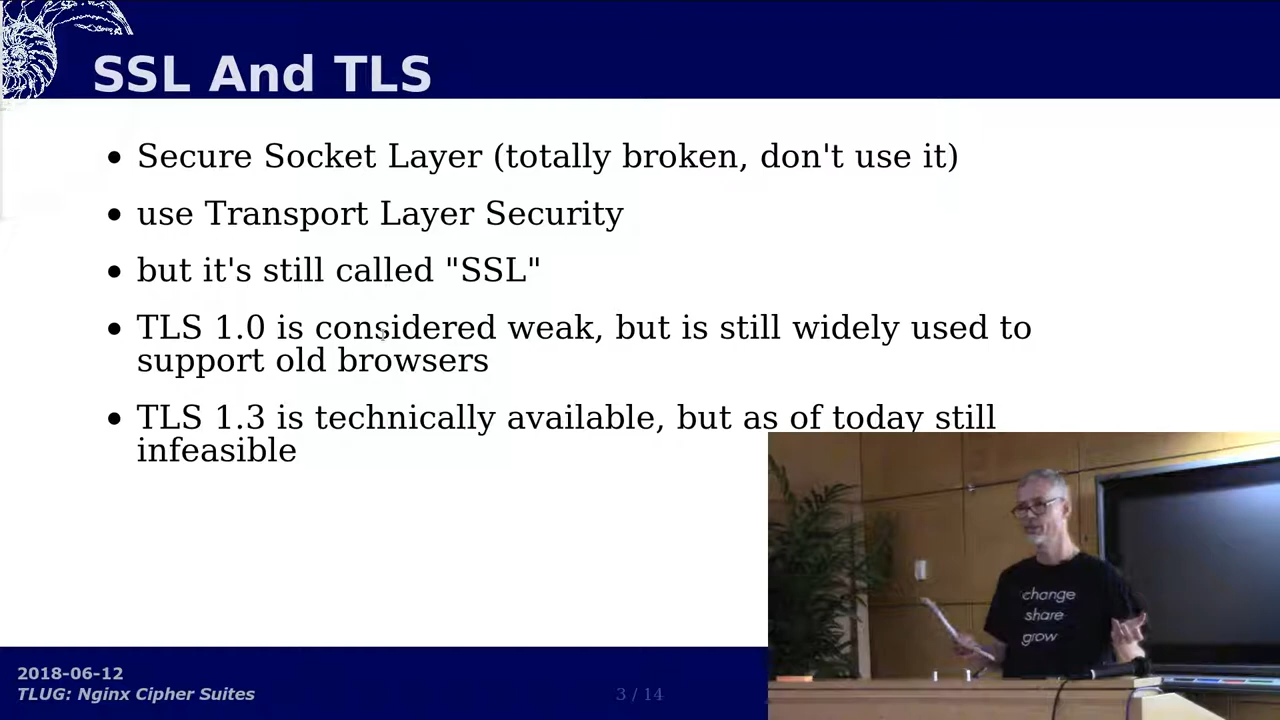 SSL And TLS
• Secure Socket Layer (totally broken, don't use it)
• use Transport Layer Security
• but it's still called "SSL"
• TLS 1.0 is considered weak, but is still widely used to
support old browsers
• TLS 1.3 is technically available, but as of today still
infeasible
change
share
grow
2018-06-12
TLUG: Nginx Cipher Suites
3 / 14